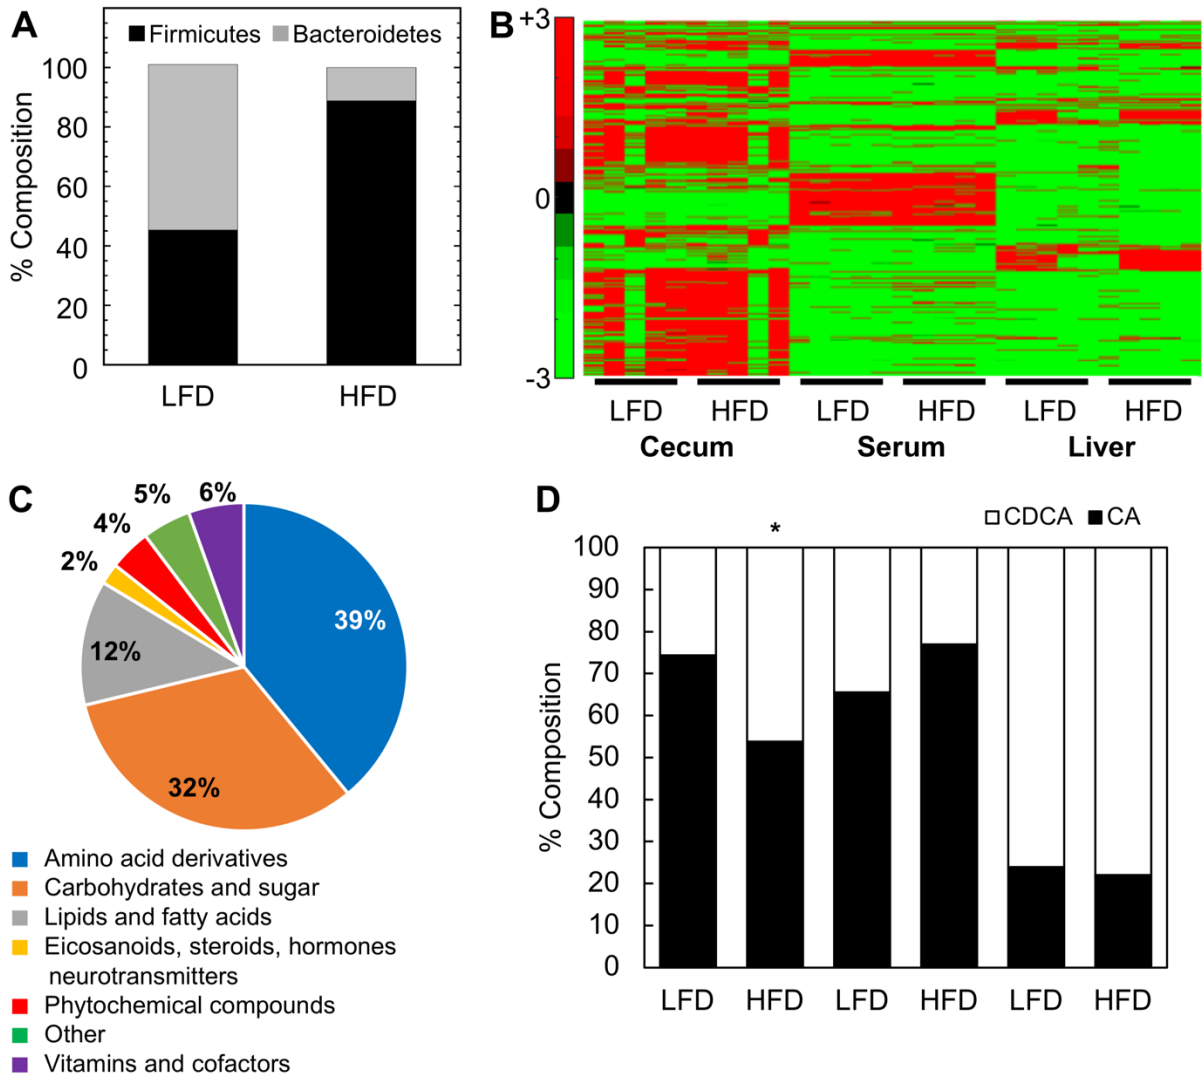 A
Firmicutes Bacteroidetes
% Composition
100
80
60
40
20
0
LFD HFD
B
+3
0
-3
LFD HFD LFD HFD LFD HFD
Cecum Serum Liver
C
5% 6%
4%
2%
39%
12%
32%
Amino acid derivatives
Carbohydrates and sugar
Lipids and fatty acids
Eicosanoids, steroids, hormones
neurotransmitters
Phytochemical compounds
Other
Vitamins and cofactors
D
CDCA CA
*
% Composition
100
90
80
70
60
50
40
30
20
10
0
LFD HFD LFD HFD LFD HFD